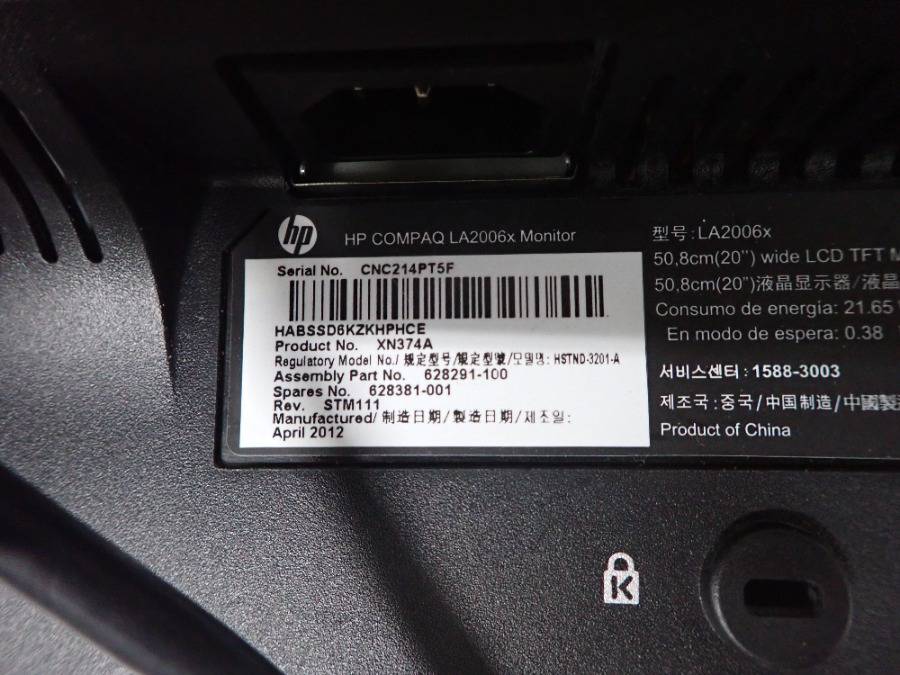 hp
HP COMPAQ LA2006x Monitor
Serial No. CNC214PT5F
HABSSD6KZKHPHCE
Product No. XN374A
Regulatory Model No./ 規定型号/規定型號/모델명: HSTND-3201-A
Assembly Part No. 628291-100
Spares No. 628381-001
Rev. STM111
Manufactured/ 制造日期/製造日期/제조일:
April 2012
型号:LA2006x
50,8cm(20") wide LCD TFT
50,8cm(20")液晶显示器/液晶
Consumo de energía: 21.65
En modo de espera: 0.38
서비스센터: 1588-3003
제조국:중국/中国制造/中國製
Product of China
K